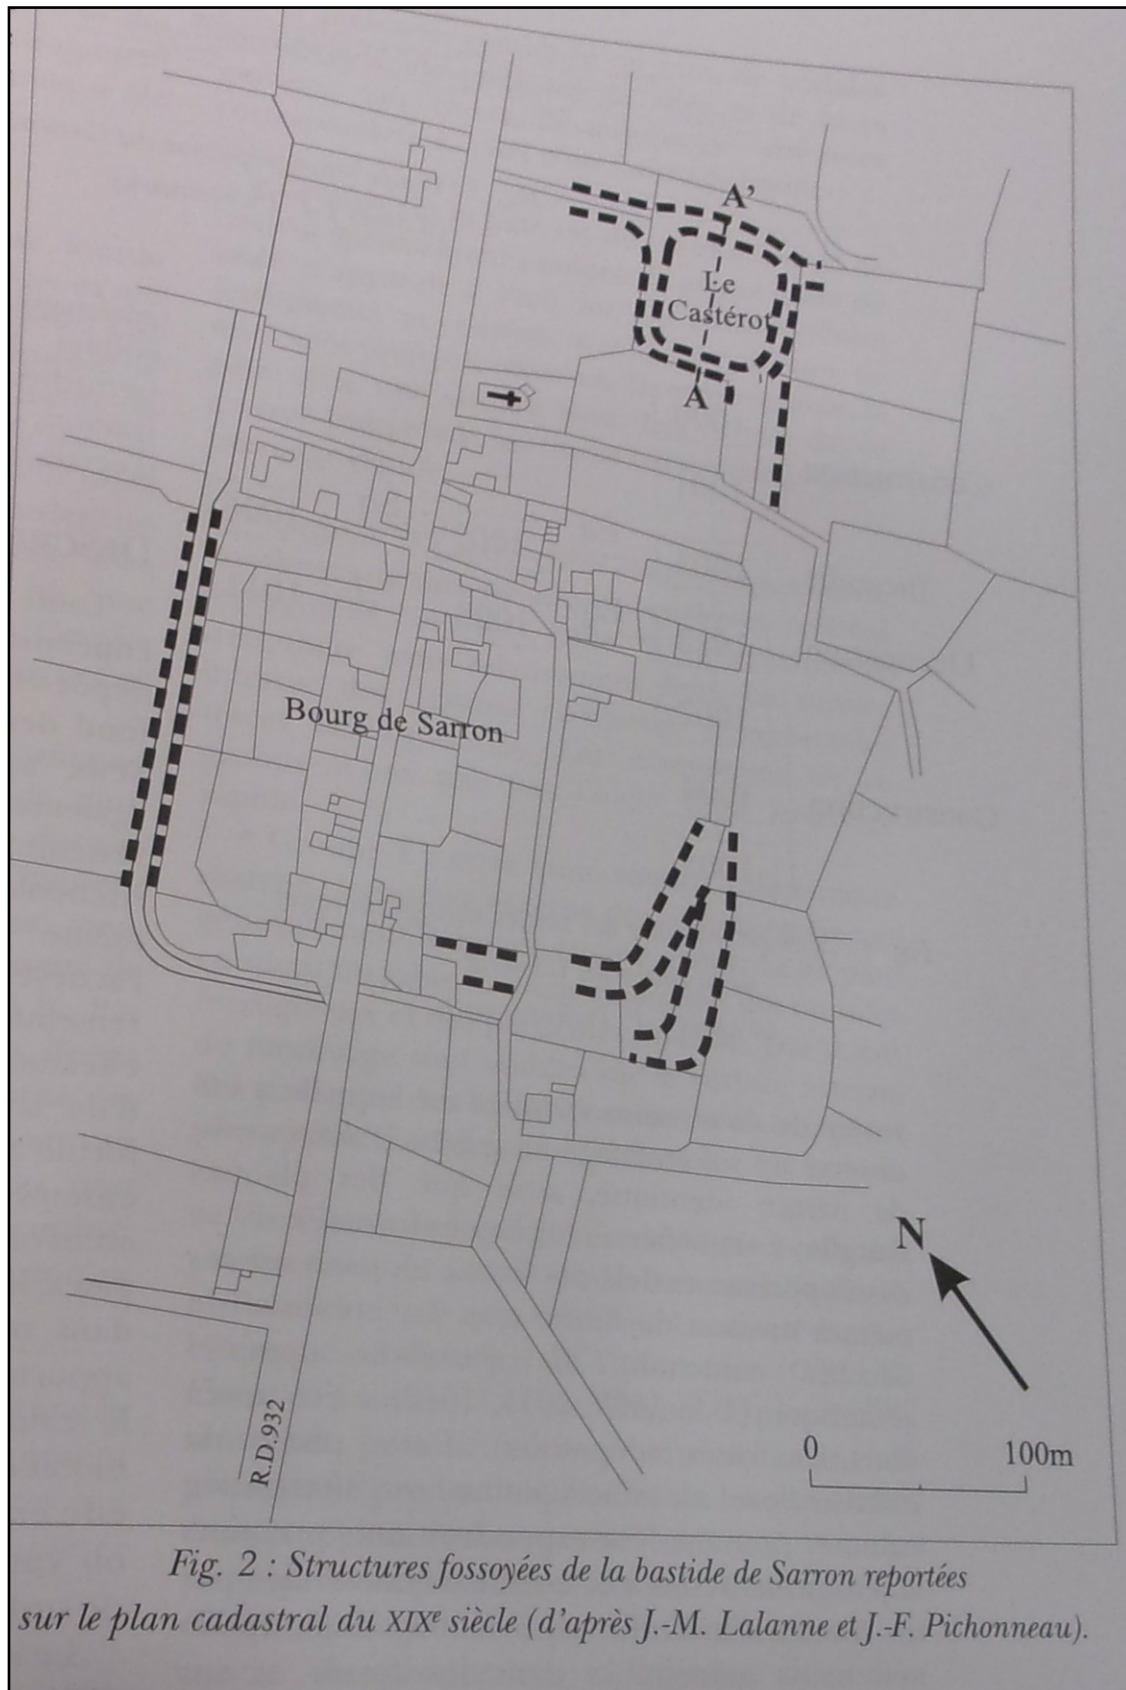 A’
Le
Castérot
A
Bourg de Sarron
N
0 100m
R.D.932
Fig. 2 : Structures fossoyées de la bastide de Sarron reportées
sur le plan cadastral du XIXe siècle (d'après J.-M. Lalanne et J.-F. Pichonneau).